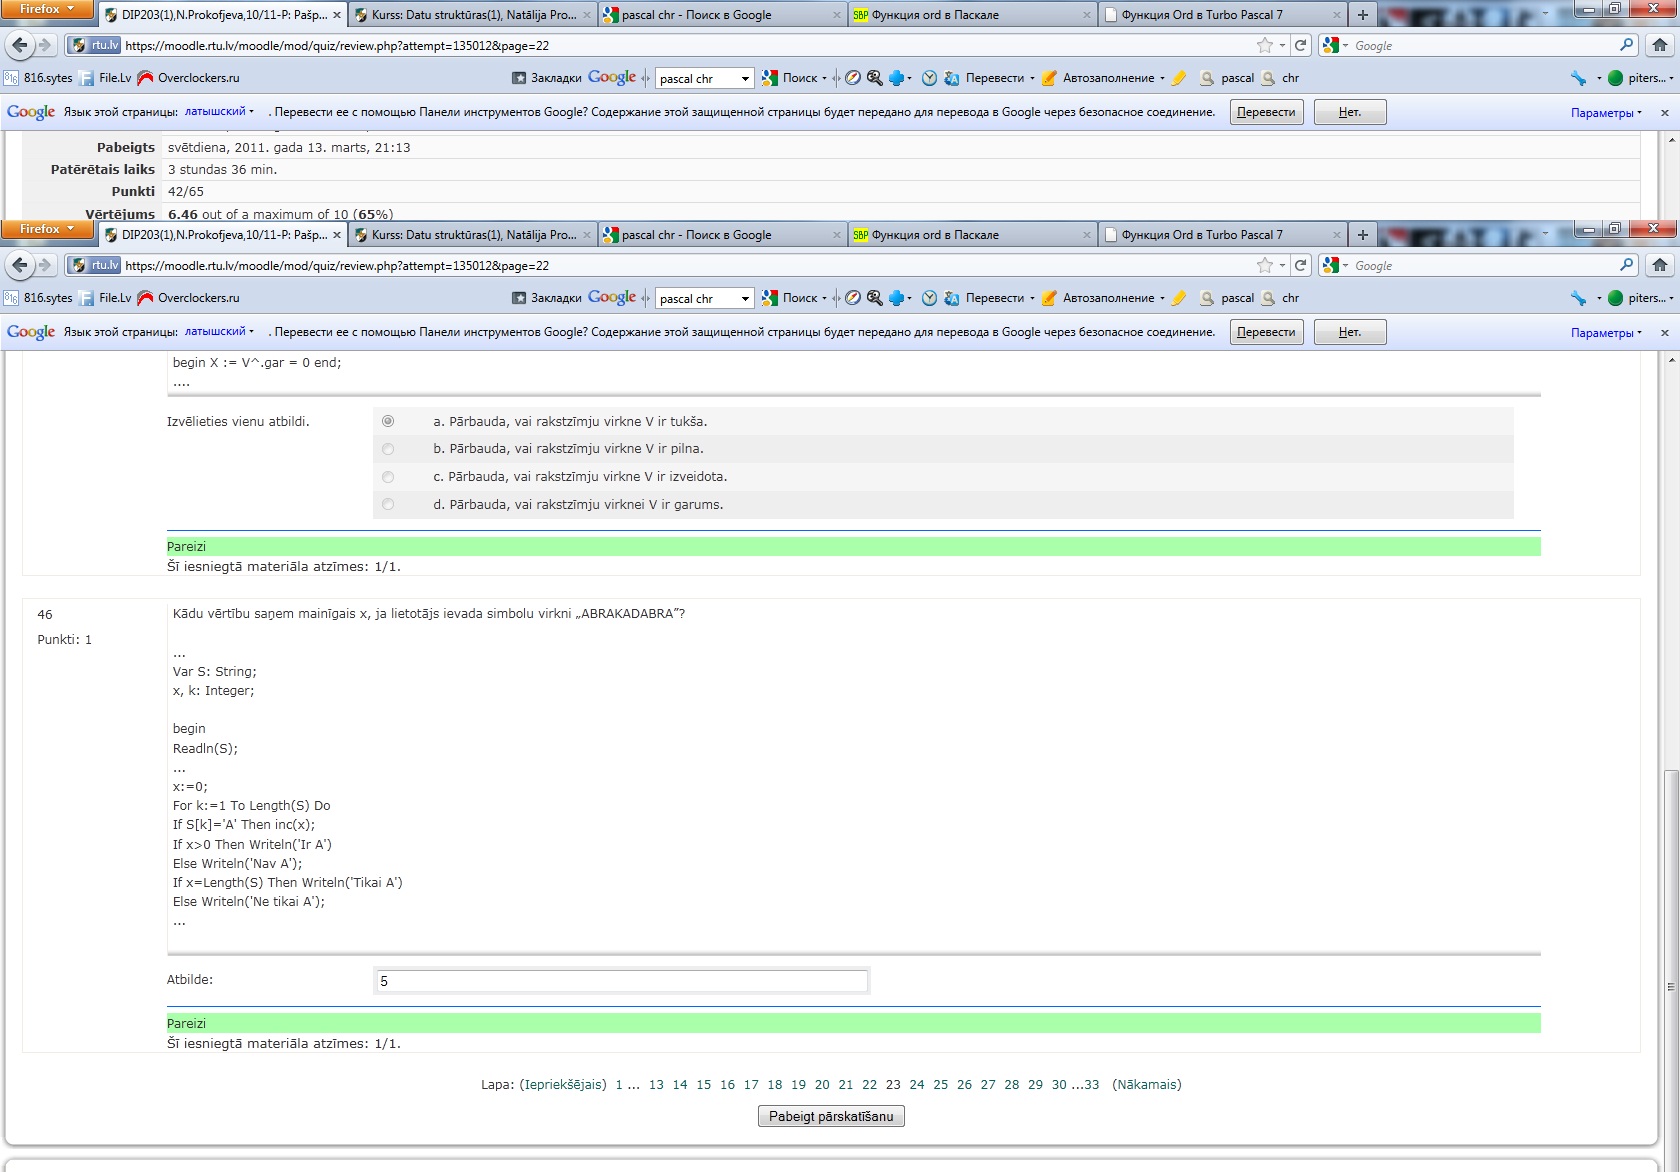 Firefox
DIP203(1),N.Prokofjeva,10/11-P: Pašp...
Kurss: Datu struktūras(1), Natālija Pro...
pascal chr - Поиск в Google
SBP Функция ord в Паскале
Функция Ord в Turbo Pascal 7
rtu.lv https://moodle.rtu.lv/moodle/mod/quiz/review.php?attempt=135012&page=22
Google
816.sytes File.Lv Overclockers.ru
Закладки Google pascal chr Поиск Перевести Автозаполнение pascal chr piters...
Google Язык этой страницы: латышский . Перевести ее с помощью Панели инструментов Google? Содержание этой защищенной страницы будет передано для перевода в Google через безопасное соединение. Перевести Нет. Параметры
Pabeigts svētdiena, 2011. gada 13. marts, 21:13
Patērētais laiks 3 stundas 36 min.
Punkti 42/65
Vērtējums 6.46 out of a maximum of 10 (65%)
Firefox
DIP203(1),N.Prokofjeva,10/11-P: Pašp...
Kurss: Datu struktūras(1), Natālija Pro...
pascal chr - Поиск в Google
SBP Функция ord в Паскале
Функция Ord в Turbo Pascal 7
rtu.lv https://moodle.rtu.lv/moodle/mod/quiz/review.php?attempt=135012&page=22
Google
816.sytes File.Lv Overclockers.ru
Закладки Google pascal chr Поиск Перевести Автозаполнение pascal chr piters...
Google Язык этой страницы: латышский . Перевести ее с помощью Панели инструментов Google? Содержание этой защищенной страницы будет передано для перевода в Google через безопасное соединение. Перевести Нет. Параметры
begin X := V^.gar = 0 end;
....
Izvēlieties vienu atbildi.
a. Pārbauda, vai rakstzīmju virkne V ir tukša.
b. Pārbauda, vai rakstzīmju virkne V ir pilna.
c. Pārbauda, vai rakstzīmju virkne V ir izveidota.
d. Pārbauda, vai rakstzīmju virknei V ir garums.
Pareizi
Šī iesniegtā materiāla atzīmes: 1/1.
46
Punkti: 1
Kādu vērtību saņem mainīgais x, ja lietotājs ievada simbolu virkni „ABRAKADABRA”?
...
Var S: String;
x, k: Integer;
begin
Readln(S);
...
x:=0;
For k:=1 To Length(S) Do
If S[k]='A' Then inc(x);
If x>0 Then Writeln('Ir A')
Else Writeln('Nav A');
If x=Length(S) Then Writeln('Tikai A')
Else Writeln('Ne tikai A');
...
Atbilde: 5
Pareizi
Šī iesniegtā materiāla atzīmes: 1/1.
Lapa: (Iepriekšējais) 1 ... 13 14 15 16 17 18 19 20 21 22 23 24 25 26 27 28 29 30 ...33 (Nākamais)
Pabeigt pārskatīšanu